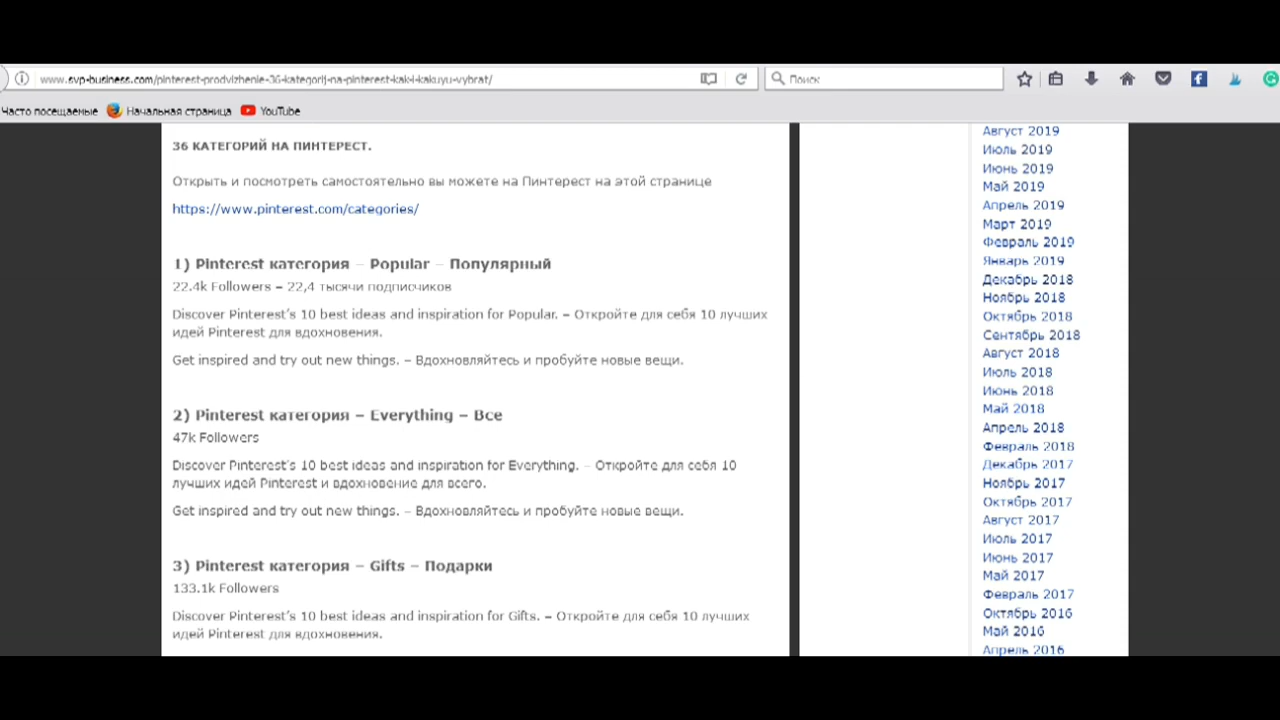 www.svp-business.com/pinterest-prodvizhenie-36-kategorij-na-pinterest-kak-i-kakuyu-vybrat/
Поиск
Часто посещаемые
Начальная страница
YouTube
36 КАТЕГОРИЙ НА ПИНТЕРЕСТ.
Открыть и посмотреть самостоятельно вы можете на Пинтерест на этой странице
https://www.pinterest.com/categories/
1) Pinterest категория – Popular – Популярный
22.4k Followers – 22,4 тысячи подписчиков
Discover Pinterest’s 10 best ideas and inspiration for Popular. – Откройте для себя 10 лучших
идей Pinterest для вдохновения.
Get inspired and try out new things. – Вдохновляйтесь и пробуйте новые вещи.
2) Pinterest категория – Everything – Все
47k Followers
Discover Pinterest’s 10 best ideas and inspiration for Everything. – Откройте для себя 10
лучших идей Pinterest и вдохновение для всего.
Get inspired and try out new things. – Вдохновляйтесь и пробуйте новые вещи.
3) Pinterest категория – Gifts – Подарки
133.1k Followers
Discover Pinterest’s 10 best ideas and inspiration for Gifts. – Откройте для себя 10 лучших
идей Pinterest для вдохновения.
Август 2019
Июль 2019
Июнь 2019
Май 2019
Апрель 2019
Март 2019
Февраль 2019
Январь 2019
Декабрь 2018
Ноябрь 2018
Октябрь 2018
Сентябрь 2018
Август 2018
Июль 2018
Июнь 2018
Май 2018
Апрель 2018
Февраль 2018
Декабрь 2017
Ноябрь 2017
Октябрь 2017
Август 2017
Июль 2017
Июнь 2017
Май 2017
Февраль 2017
Октябрь 2016
Май 2016
Апрель 2016